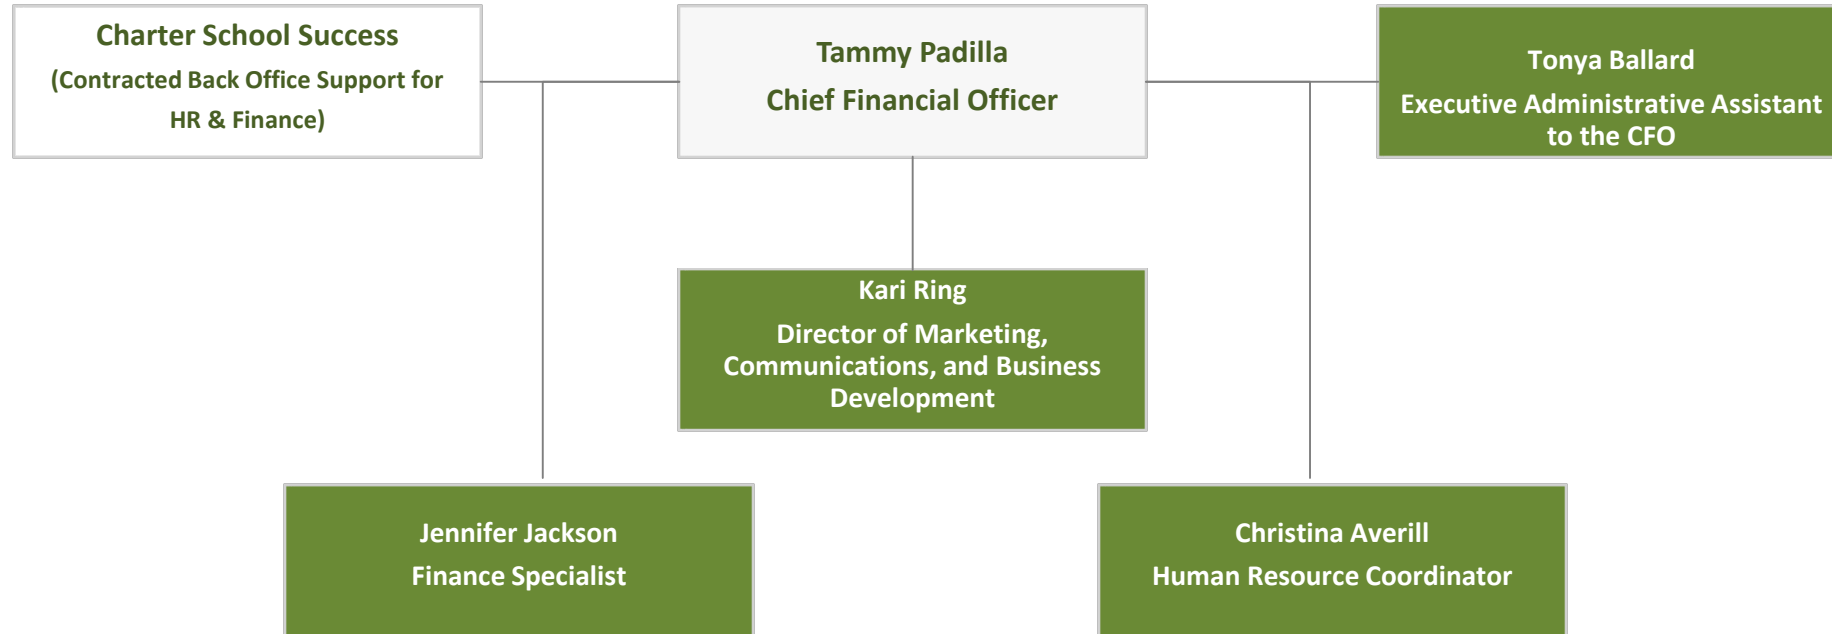 Charter School Success
(Contracted Back Office Support for
HR & Finance)
Tammy Padilla
Chief Financial Officer
Tonya Ballard
Executive Administrative Assistant
to the CFO
Kari Ring
Director of Marketing,
Communications, and Business
Development
Jennifer Jackson
Finance Specialist
Christina Averill
Human Resource Coordinator